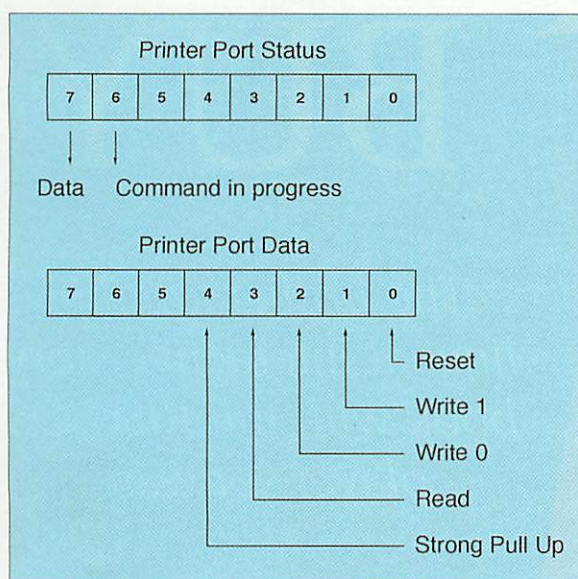 Printer Port Status
7 6 5 4 3 2 1 0
Data Command in progress
Printer Port Data
7 6 5 4 3 2 1 0
Reset
Write 1
Write 0
Read
Strong Pull Up